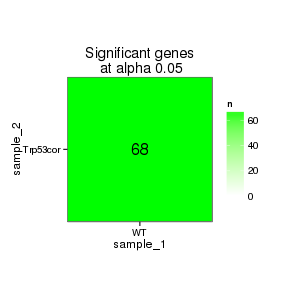 Significant genes
at alpha 0.05
sample_2
Trp53cor
68
WT
sample_1
n
60
40
20
0